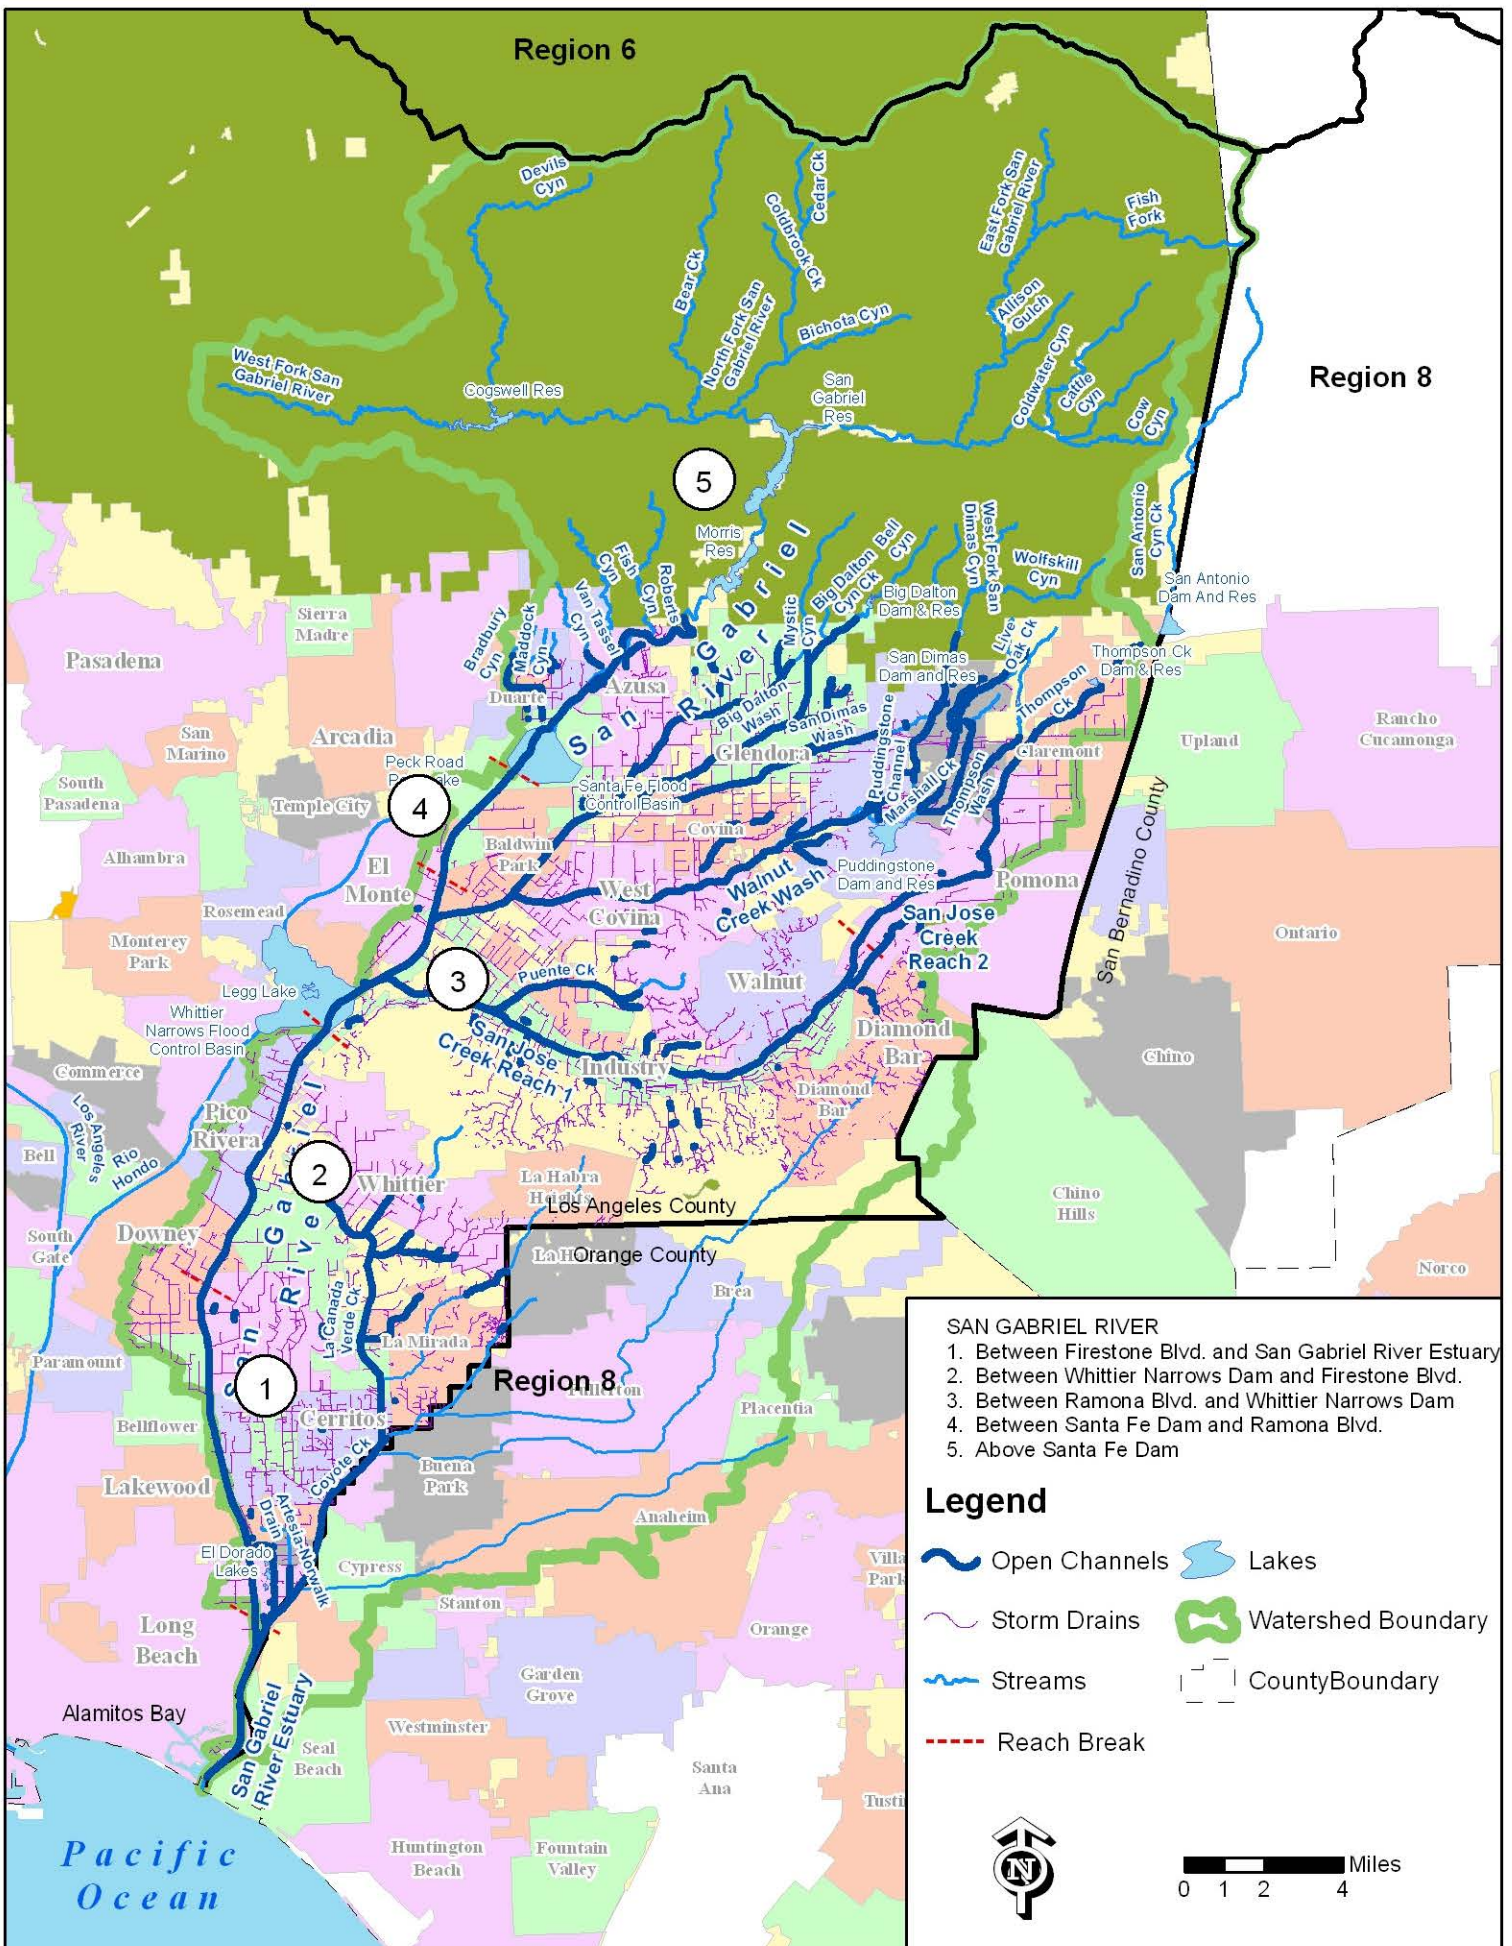 Region 6
Devils
Cyn
Cedar Ck
Coldbrook Ck
East Fork San
Gabriel River
Fish
Fork
Bear Ck
North Fork San
Gabriel River
Bichota Cyn
Allison
Gulch
West Fork San
Gabriel River
Cogswell Res
San
Gabriel
Res
Coldwater Cyn
Cattle
Cyn
Cow
Cyn
Region 8
5
Morris
Res
San Antonio
Cyn Ck
San Antonio
Dam And Res
Fish
Cyn
Roberts
Cyn
Van Tassel
Cyn
Maddock
Cyn
Bradbury
Cyn
Mystic
Cyn
Big Dalton
Cyn Ck
Bell
Cyn
Big Dalton
Dam & Res
West Fork San
Dimas Cyn
Wolfskill
Cyn
Live
Oak Ck
Thompson Ck
Dam & Res
San Dimas
Dam and Res
Thompson
Ck
Sierra
Madre
Pasadena
Duarte
Azusa
San Gabriel
River
Big Dalton
Wash
San Dimas
Wash
Glendora
Puddingstone
Channel
Marshall Ck
Thompson
Wash
Claremont
Upland
Rancho
Cucamonga
San
Marino
Arcadia
Peck Road
South
Pasadena
Temple City
4
Santa Fe Flood
Control Basin
Baldwin
Park
Covina
Alhambra
El
Monte
West
Covina
Walnut
Creek Wash
Puddingstone
Dam and Res
Pomona
San Bernadino County
Rosemead
Monterey
Park
San Jose
Creek
Reach 2
Ontario
3
Puente Ck
Walnut
Legg Lake
Whittier
Narrows Flood
Control Basin
San Jose
Creek Reach 1
Industry
Diamond
Bar
Diamond
Bar
Chino
Commerce
Los Angeles
River
Rio
Hondo
Bell
Pico
Rivera
San Gabriel
River
2
Whittier
La Habra
Heights
Los Angeles County
Orange County
Chino
Hills
South
Gate
Downey
Brea
Norco
La Canada
Verde Ck
La Mirada
Paramount
1
Region 8
Cerritos
Bellflower
Placentia
Coyote Ck
Buena
Park
Lakewood
Artesia-Norwalk
Drain
Anaheim
El Dorado
Lakes
Cypress
Villa
Park
Stanton
Long
Beach
Orange
Garden
Grove
Alamitos Bay
San Gabriel
River Estuary
Westminster
Seal
Beach
Santa
Ana
Pacific
Ocean
Huntington
Beach
Fountain
Valley
SAN GABRIEL RIVER
1. Between Firestone Blvd. and San Gabriel River Estuary
2. Between Whittier Narrows Dam and Firestone Blvd.
3. Between Ramona Blvd. and Whittier Narrows Dam
4. Between Santa Fe Dam and Ramona Blvd.
5. Above Santa Fe Dam
Legend
Open Channels
Lakes
Storm Drains
Watershed Boundary
Streams
CountyBoundary
Reach Break
N
Miles
0 1 2 4